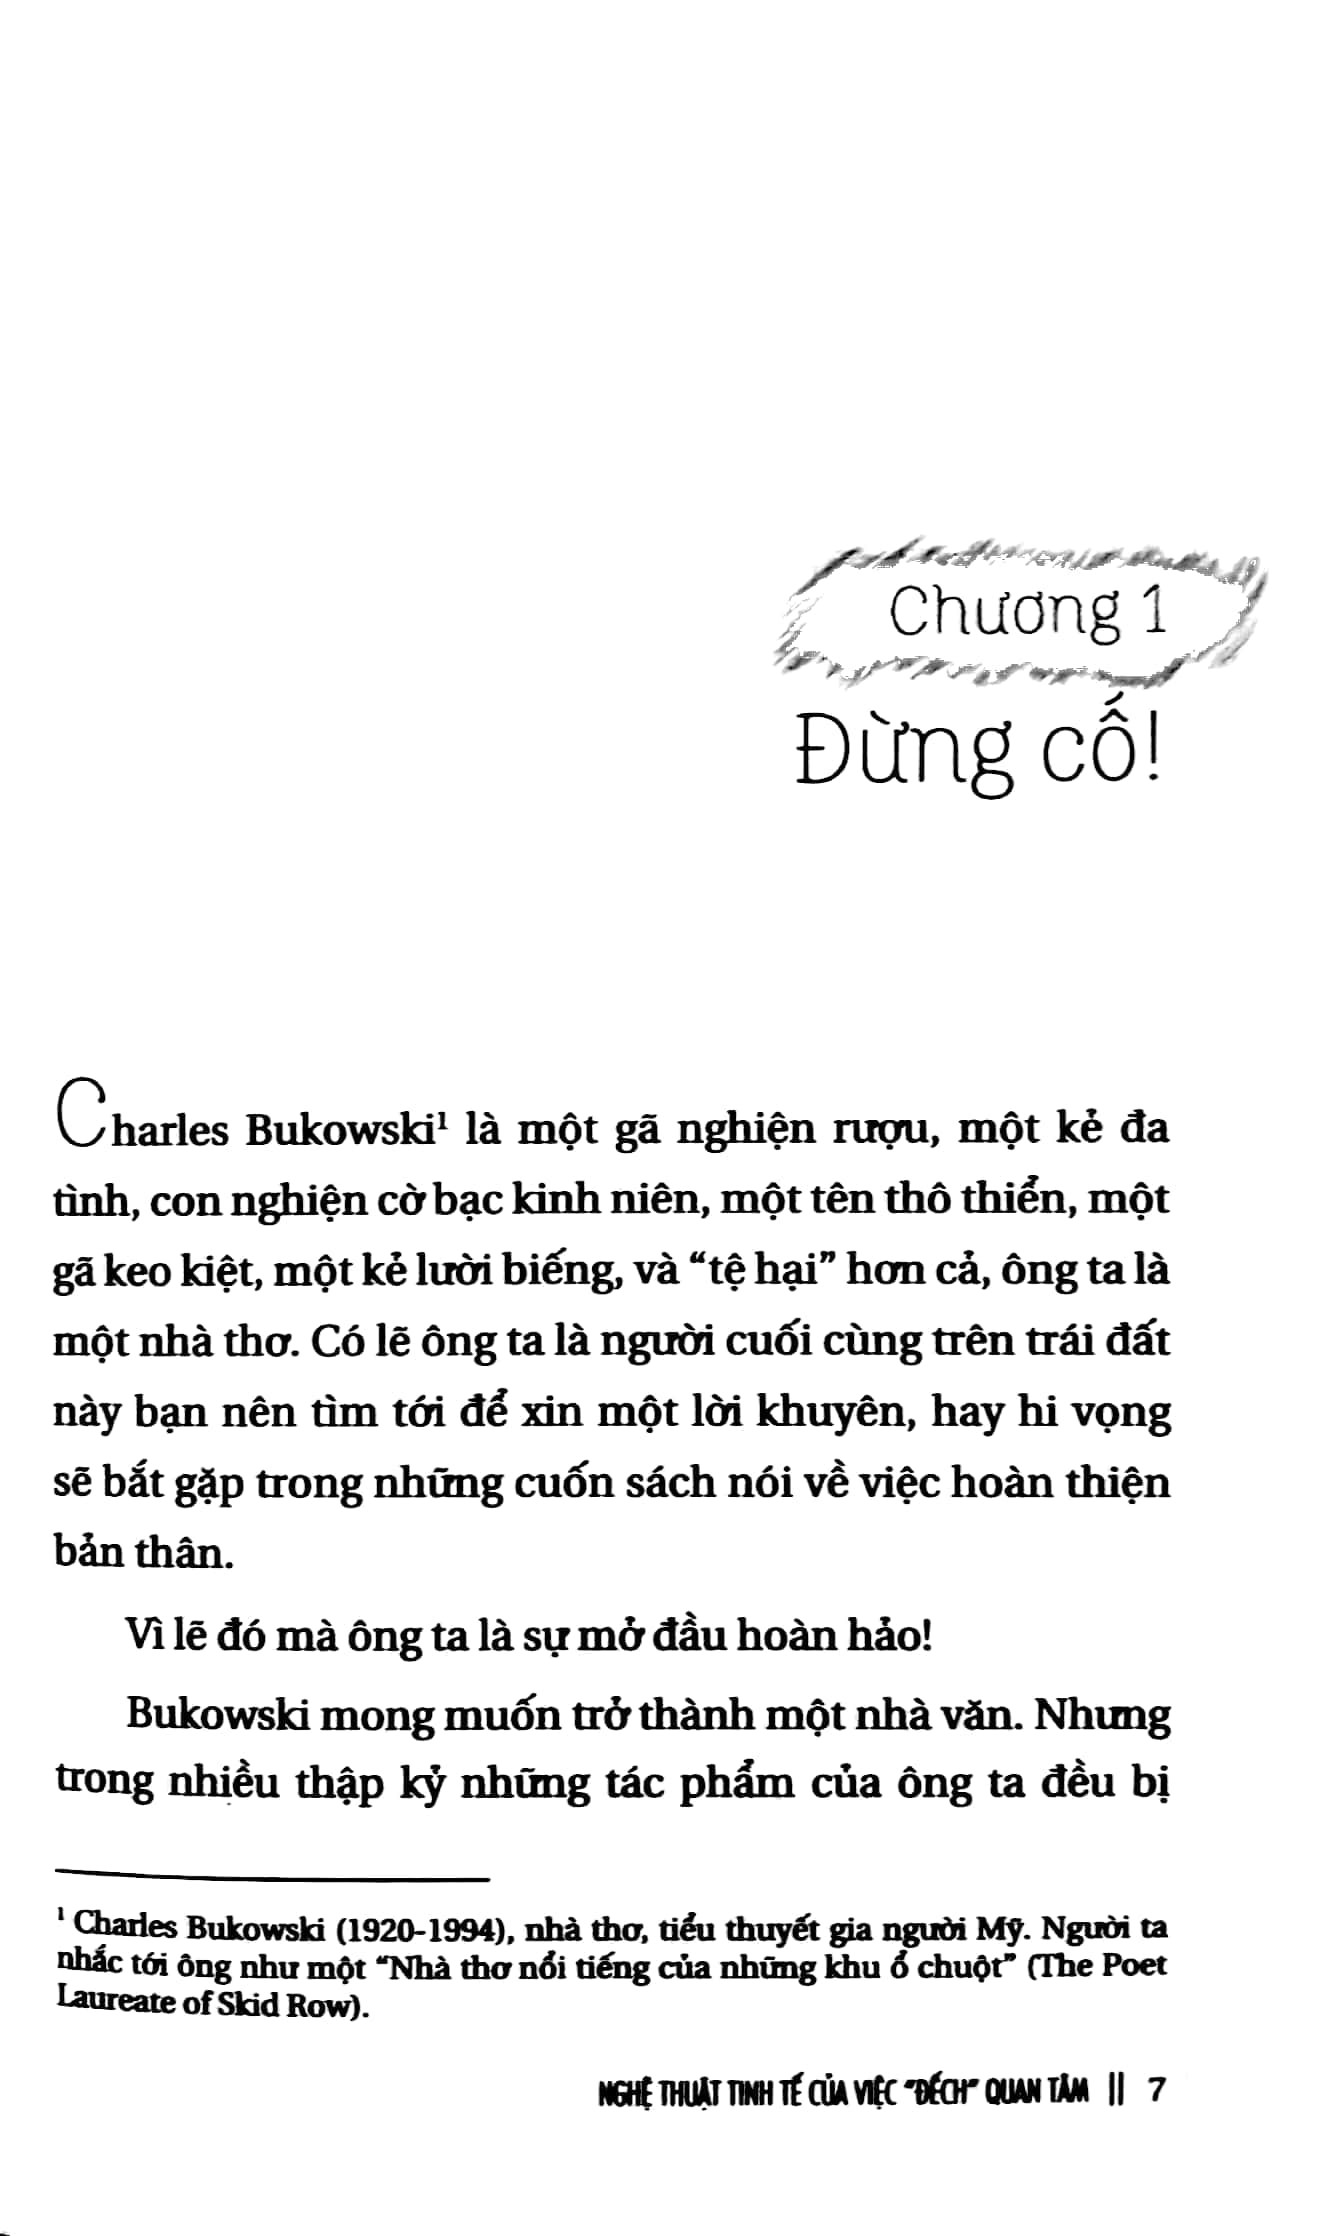 Chương 1
Đừng cố!
Charles Bukowski¹ là một gã nghiện rượu, một kẻ đa
tình, con nghiện cờ bạc kinh niên, một tên thô thiển, một
gã keo kiệt, một kẻ lười biếng, và “tệ hại” hơn cả, ông ta là
một nhà thơ. Có lẽ ông ta là người cuối cùng trên trái đất
này bạn nên tìm tới để xin một lời khuyên, hay hi vọng
sẽ bắt gặp trong những cuốn sách nói về việc hoàn thiện
bản thân.
Vì lẽ đó mà ông ta là sự mở đầu hoàn hảo!
Bukowski mong muốn trở thành một nhà văn. Nhưng
trong nhiều thập kỷ những tác phẩm của ông ta đều bị
¹ Charles Bukowski (1920-1994), nhà thơ, tiểu thuyết gia người Mỹ. Người ta
nhắc tới ông như một “Nhà thơ nổi tiếng của những khu ổ chuột” (The Poet
Laureate of Skid Row).
NGHỆ THUẬT TINH TẾ CỦA VIỆC “ĐẾCH” QUAN TÂM || 7